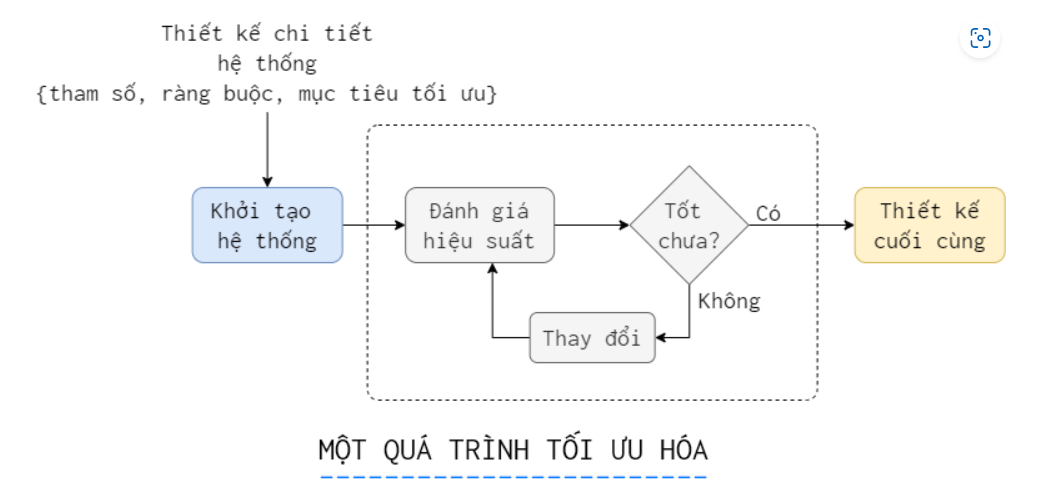 Thiết kế chi tiết
hệ thống
{tham số, ràng buộc, mục tiêu tối ưu}
Khởi tạo
hệ thống
Đánh giá
hiệu suất
Tốt
chưa?
Có
Thiết kế
cuối cùng
Không
Thay đổi
MỘT QUÁ TRÌNH TỐI ƯU HÓA